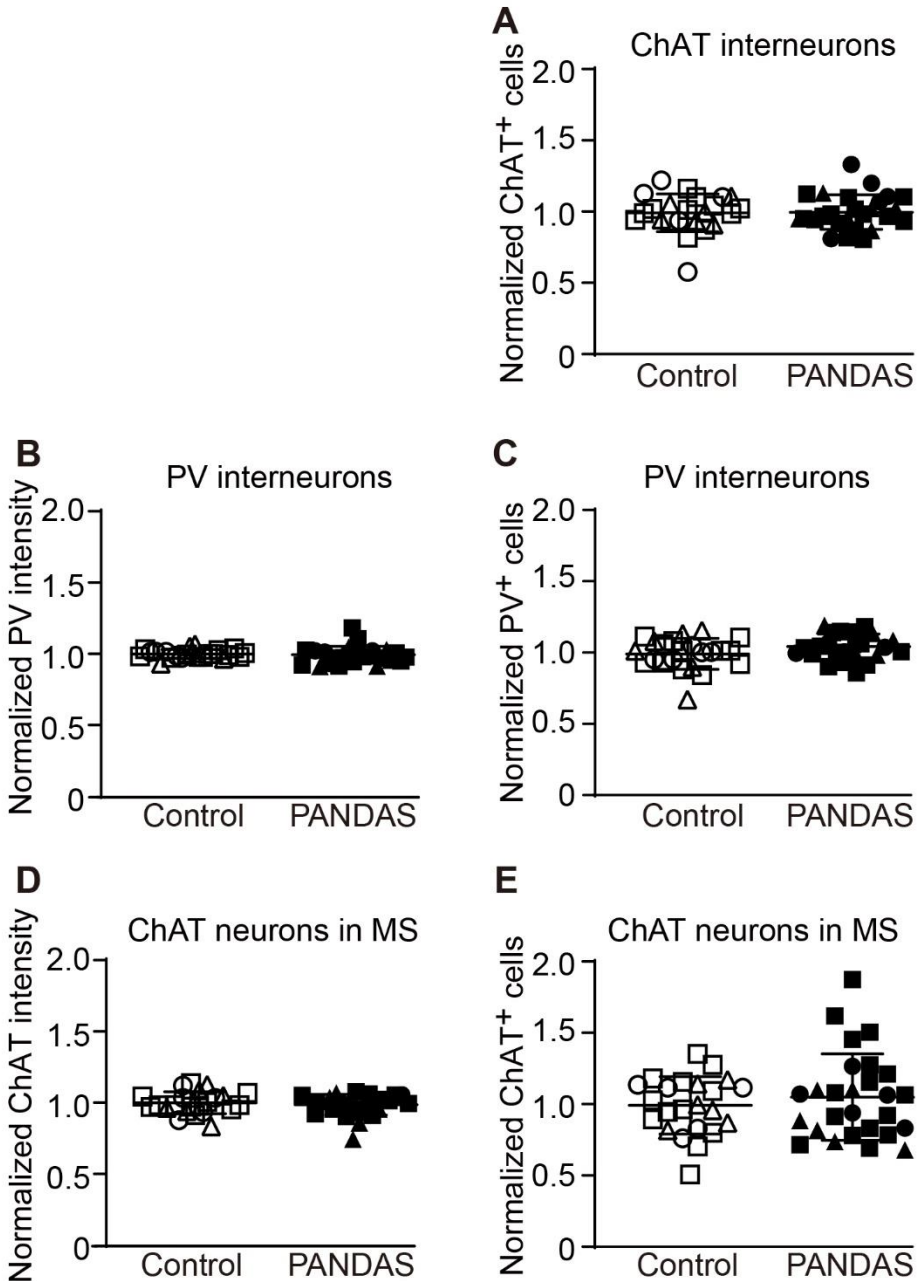 A
ChAT interneurons
Normalized ChAT+ cells
2.0
1.5
1.0
0.5
0
Control
PANDAS
B
PV interneurons
Normalized PV intensity
2.0
1.5
1.0
0.5
0
Control
PANDAS
C
PV interneurons
Normalized PV+ cells
2.0
1.5
1.0
0.5
0
Control
PANDAS
D
ChAT neurons in MS
Normalized ChAT intensity
2.0
1.5
1.0
0.5
0
Control
PANDAS
E
ChAT neurons in MS
Normalized ChAT+ cells
2.0
1.5
1.0
0.5
0
Control
PANDAS